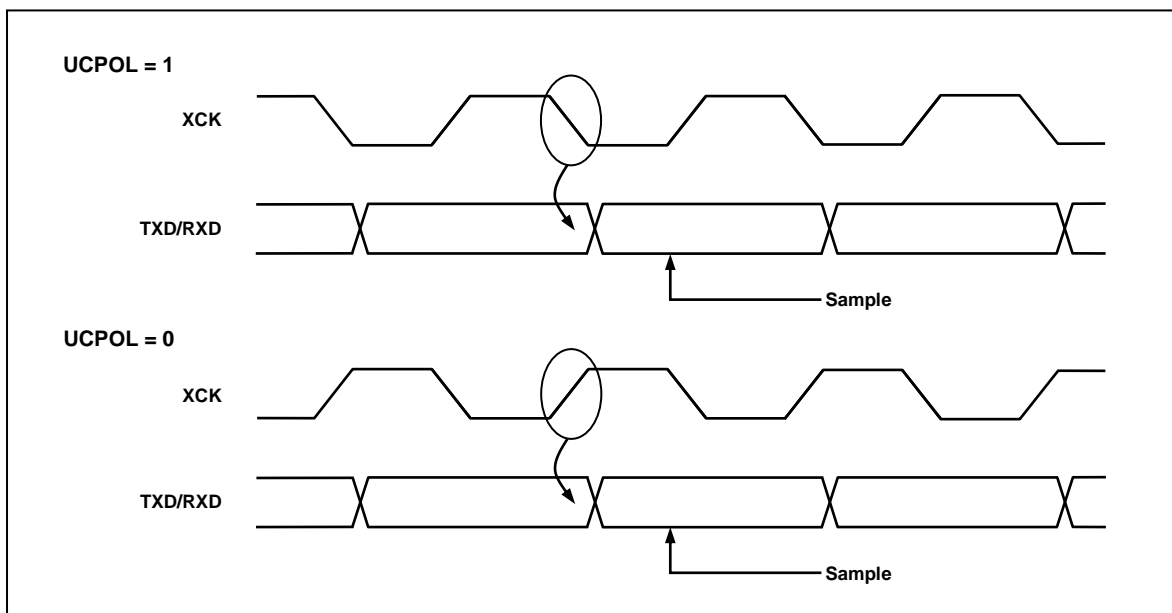 UCPOL = 1
XCK
TXD/RXD
Sample
UCPOL = 0
XCK
TXD/RXD
Sample